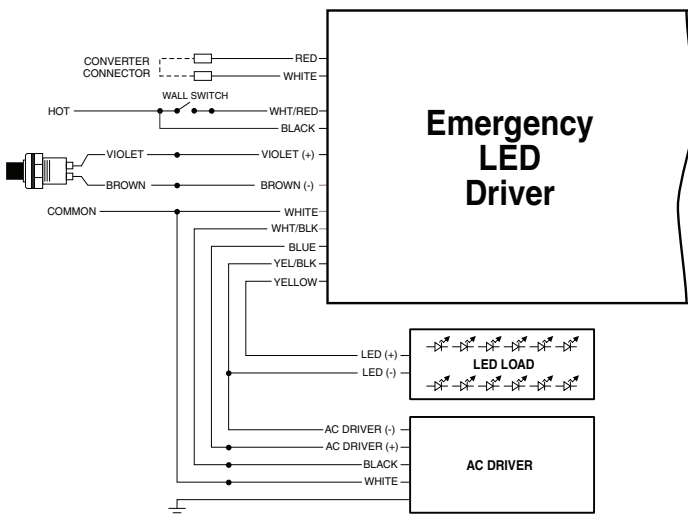 CONVERTER
CONNECTOR
RED
WHITE
WALL SWITCH
HOT
WHT/RED
BLACK
VIOLET
VIOLET (+)
BROWN
BROWN (-)
COMMON
WHITE
WHT/BLK
BLUE
YEL/BLK
YELLOW
Emergency
LED
Driver
LED (+)
LED (-)
LED LOAD
AC DRIVER (-)
AC DRIVER (+)
BLACK
WHITE
AC DRIVER